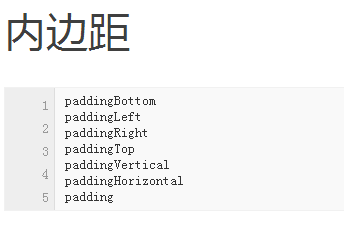 内边距
1
2
3
4
5
paddingBottom
paddingLeft
paddingRight
paddingTop
paddingVertical
paddingHorizontal
padding